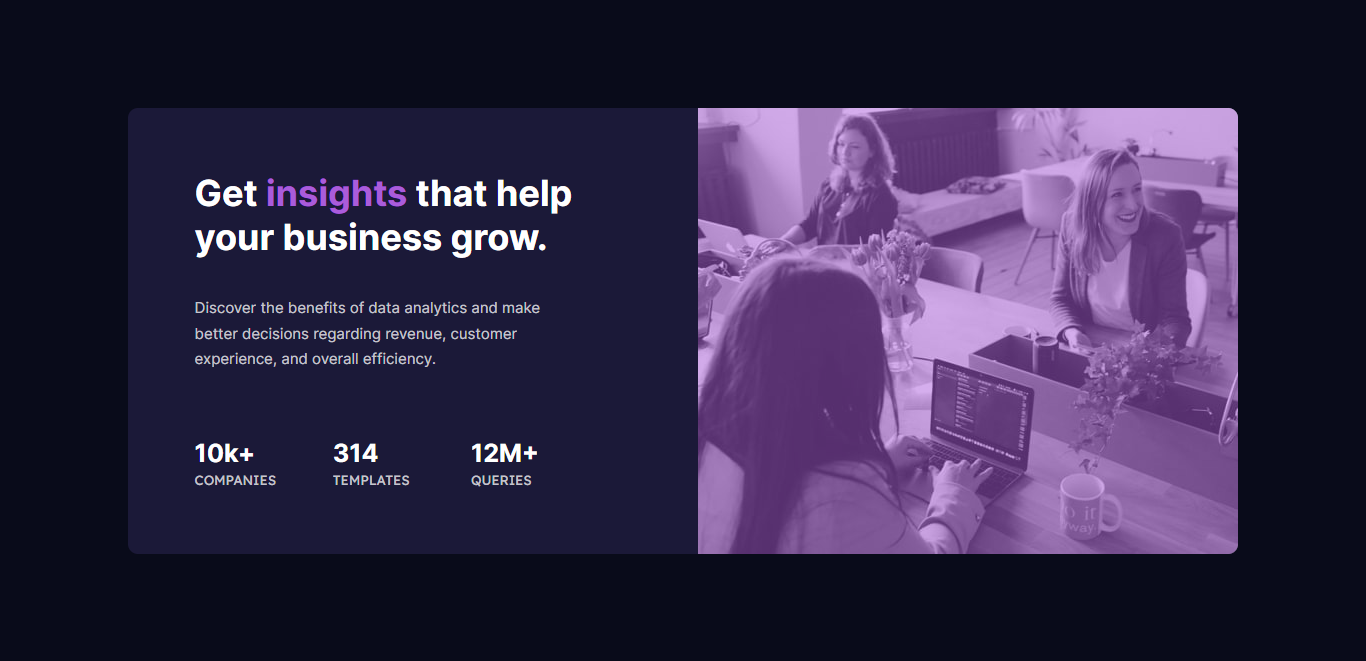 Get insights that help
your business grow.
Discover the benefits of data analytics and make
better decisions regarding revenue, customer
experience, and overall efficiency.
10k+ 314 12M+
COMPANIES TEMPLATES QUERIES